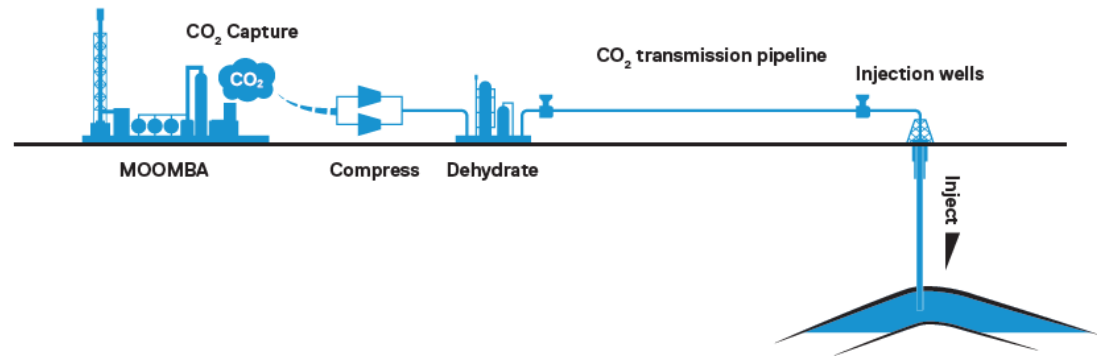 CO₂ Capture
CO₂
CO₂ transmission pipeline
Injection wells
MOOMBA
Compress
Dehydrate
Inject